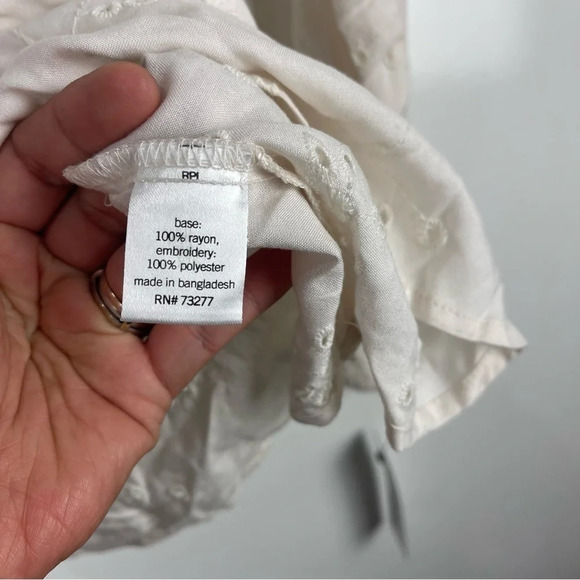 RPI
base:
100% rayon,
embroidery:
100% polyester
made in bangladesh
RN# 73277